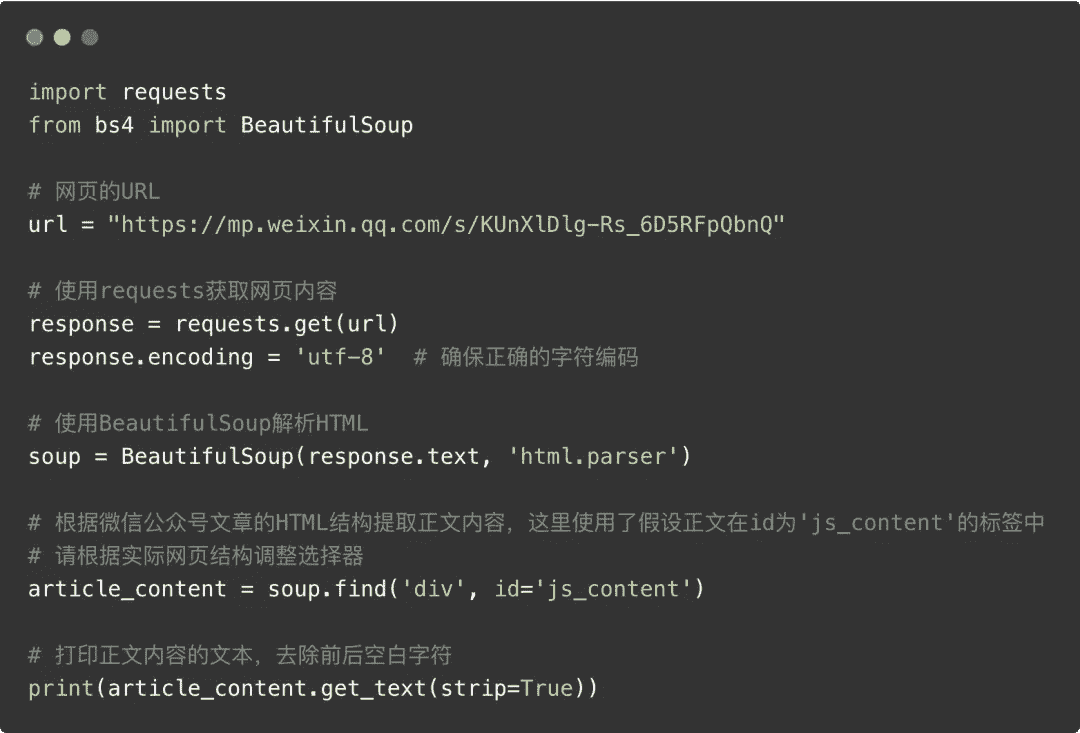 import requests
from bs4 import BeautifulSoup
# 网页的URL
url = "https://mp.weixin.qq.com/s/KUnXlDlg-Rs_6D5RFpQbnQ"
# 使用requests获取网页内容
response = requests.get(url)
response.encoding = 'utf-8'  # 确保正确的字符编码
# 使用BeautifulSoup解析HTML
soup = BeautifulSoup(response.text, 'html.parser')
# 根据微信公众号文章的HTML结构提取正文内容，这里使用了假设正文在id为'js_content'的标签中
# 请根据实际网页结构调整选择器
article_content = soup.find('div', id='js_content')
# 打印正文内容的文本，去除前后空白字符
print(article_content.get_text(strip=True))